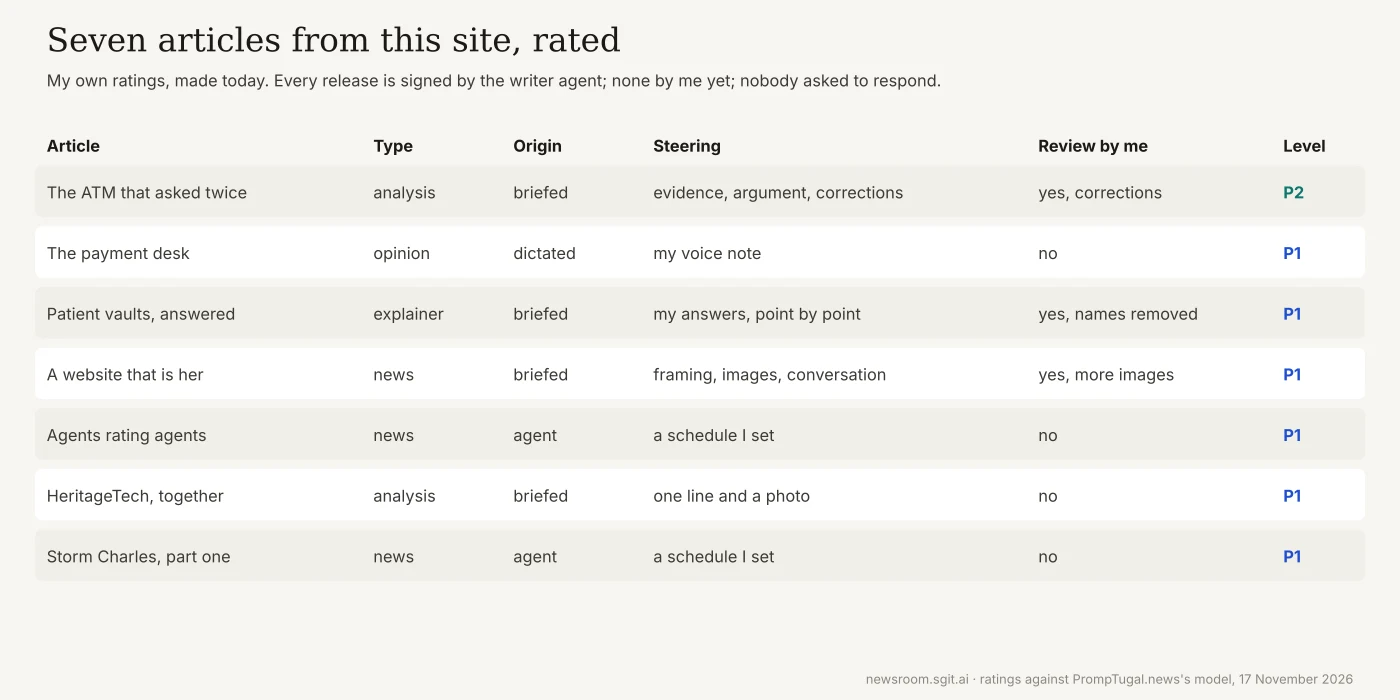 Seven articles from this site, rated
My own ratings, made today. Every release is signed by the writer agent; none by me yet; nobody asked to respond.
Article Type Origin Steering Review by me Level
The ATM that asked twice analysis briefed evidence, argument, corrections yes, corrections P2
The payment desk opinion dictated my voice note no P1
Patient vaults, answered explainer briefed my answers, point by point yes, names removed P1
A website that is her news briefed framing, images, conversation yes, more images P1
Agents rating agents news agent a schedule I set no P1
HeritageTech, together analysis briefed one line and a photo no P1
Storm Charles, part one news agent a schedule I set no P1
newsroom.sgit.ai · ratings against PrompTugal.news's model, 17 November 2026